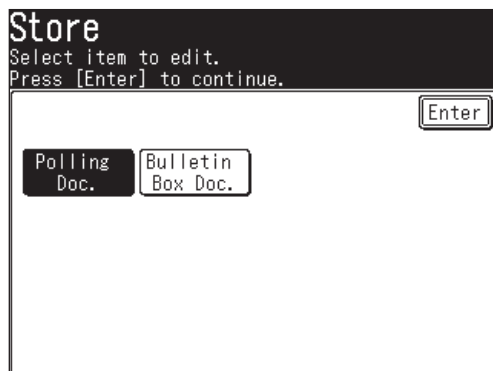 Store
Select item to edit.
Press [Enter] to continue.
Enter
Polling
Doc.
Bulletin
Box Doc.